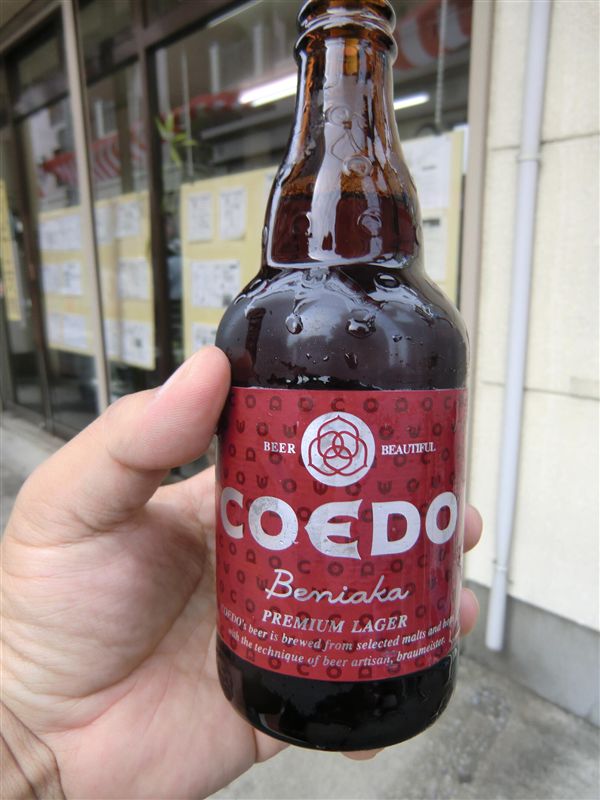 BEER BEAUTIFUL
COEDO
Beniaka
PREMIUM LAGER
COEDO's beer is brewed from selected malts and
with the technique of beer artisan, braumeister.